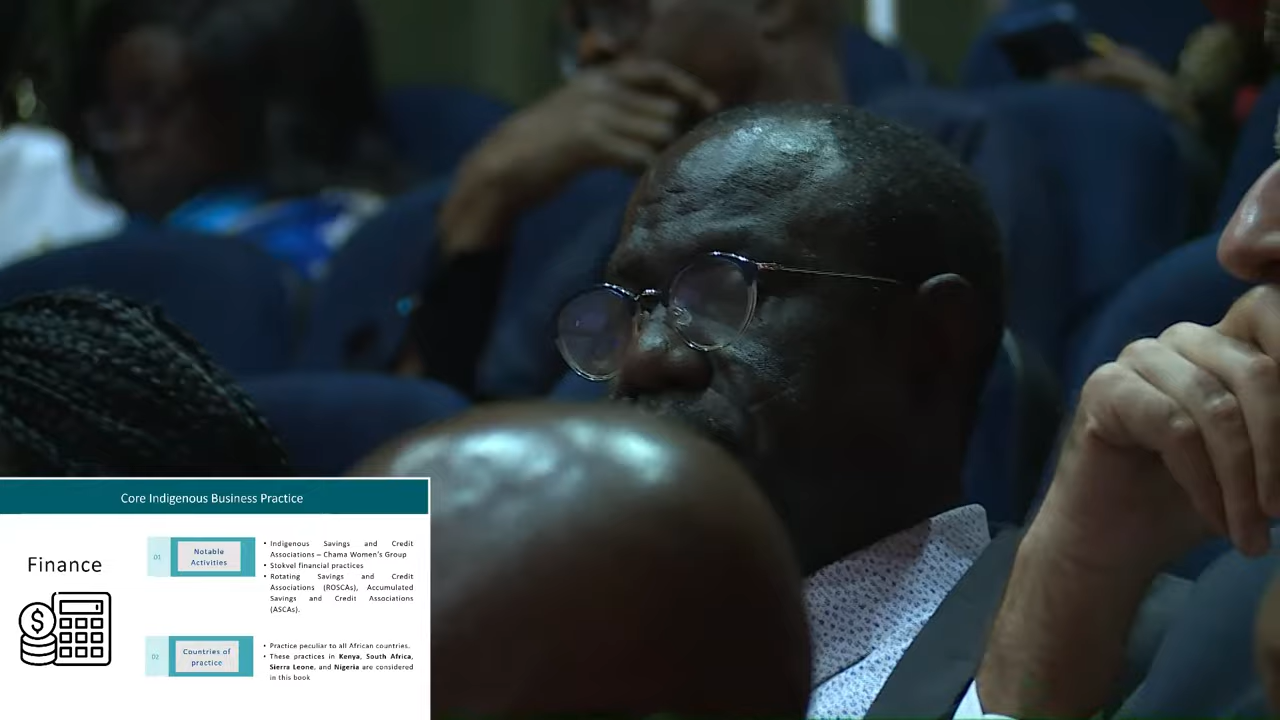 Core Indigenous Business Practice
Finance
01
Notable
Activities
• Indigenous Savings and Credit
Associations – Chama Women's Group
• Stokvel financial practices
• Rotating Savings and Credit
Associations (ROSCAs), Accumulated
Savings and Credit Associations
(ASCAs).
02
Countries of
practice
• Practice peculiar to all African countries.
• These practices in Kenya, South Africa,
Sierra Leone, and Nigeria are considered
in this book